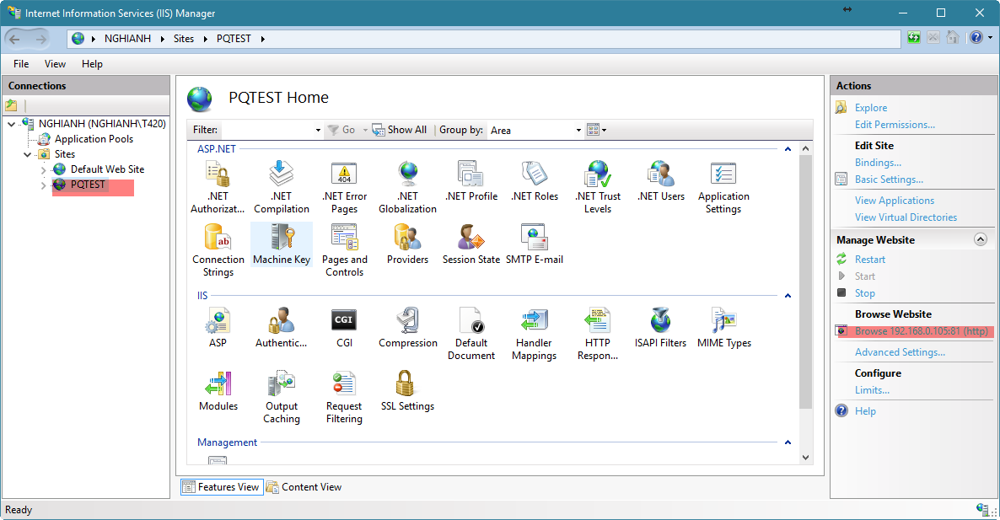 Internet Information Services (IIS) Manager
NGHIANH Sites PQTEST
File View Help
Connections
NGHIANH (NGHIANH\T420)
Application Pools
Sites
Default Web Site
PQTEST
PQTEST Home
Filter: Go Show All Group by: Area
ASP.NET
.NET Authorizat...
.NET Compilation
.NET Error Pages
404
.NET Globalization
.NET Profile
.NET Roles
.NET Trust Levels
.NET Users
Application Settings
ab
Connection Strings
Machine Key
Pages and Controls
Providers
Session State
SMTP E-mail
IIS
ASP
Authentic...
CGI
CGI
Compression
Default Document
Handler Mappings
HTTP Respon...
ISAPI Filters
MIME Types
Modules
Output Caching
Request Filtering
SSL Settings
Management
Features View
Content View
Actions
Explore
Edit Permissions...
Edit Site
Bindings...
Basic Settings...
View Applications
View Virtual Directories
Manage Website
Restart
Start
Stop
Browse Website
Browse 192.168.0.105:81 (http)
Advanced Settings...
Configure
Limits...
Help
Ready